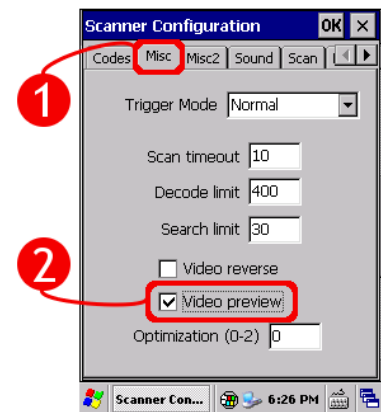 Scanner Configuration OK ×
Codes Misc Misc2 Sound Scan
1
Trigger Mode Normal
Scan timeout 10
Decode limit 400
Search limit 30
Video reverse
2
Video preview
Optimization (0-2) 0
Scanner Con... 6:26 PM